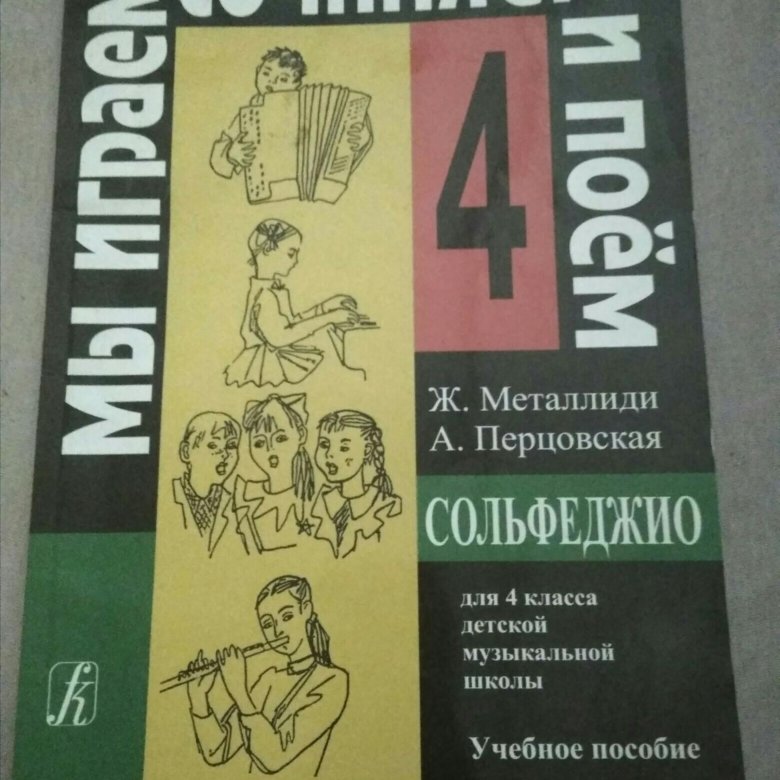 Мы играем
и поём
4
Ж. Металлиди
А. Перцовская
СОЛЬФЕДЖИО
для 4 класса
детской
музыкальной
школы
Учебное пособие